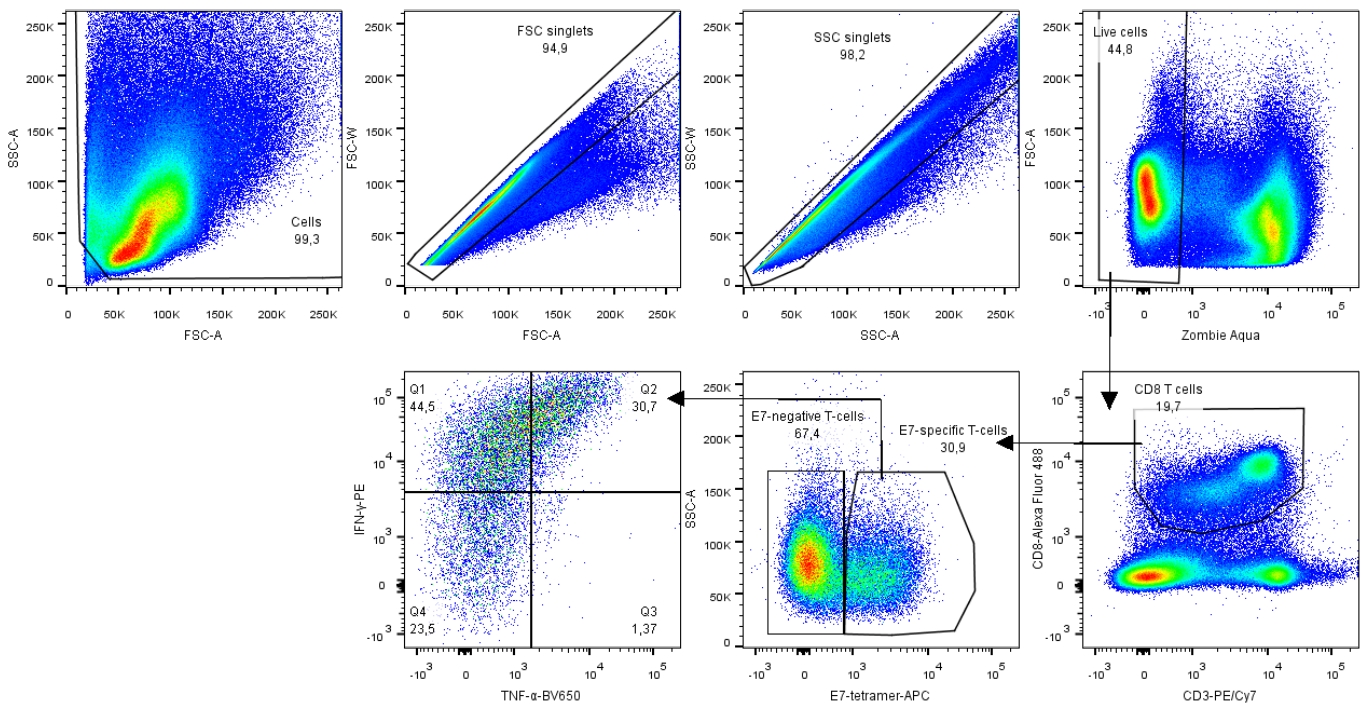 250K
200K
150K
100K
50K
0
SSC-A
Cells
99,3
0
50K
100K
150K
200K
250K
FSC-A
250K
200K
150K
100K
50K
0
FSC-W
FSC singlets
94,9
0
50K
100K
150K
200K
250K
FSC-A
250K
200K
150K
100K
50K
0
SSC-W
SSC singlets
98,2
0
50K
100K
150K
200K
250K
SSC-A
250K
200K
150K
100K
50K
0
FSC-A
Live cells
44,8
-10³
0
10³
10⁴
10⁵
Zombie Aqua
10⁵
10⁴
10³
0
-10³
IFN-γ-PE
Q1
44,5
Q2
30,7
Q4
23,5
Q3
1,37
-10³
0
10³
10⁴
10⁵
TNF-α-BV650
250K
200K
150K
100K
50K
0
SSC-A
E7-negative T-cells
67,4
E7-specific T-cells
30,9
-10³
0
10³
10⁴
10⁵
E7-tetramer-APC
10⁵
10⁴
10³
0
-10³
CD8-Alexa Fluor 488
CD8 T cells
19,7
-10³
0
10³
10⁴
10⁵
CD3-PE/Cy7